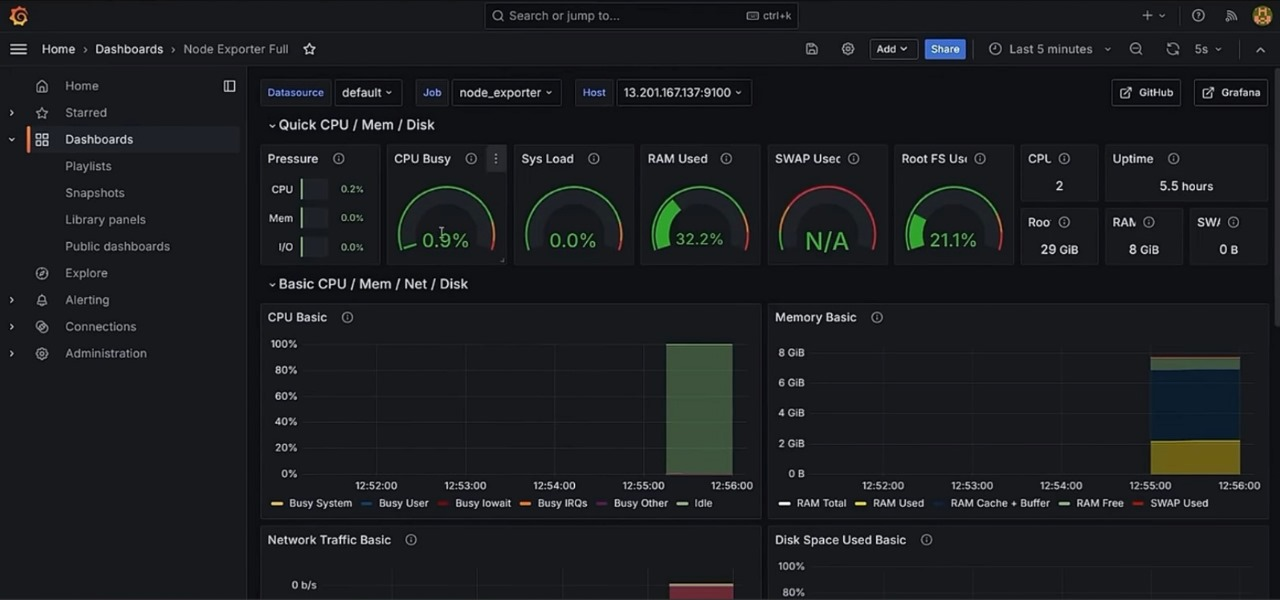 Search or jump to...
ctrl+k
Home › Dashboards › Node Exporter Full
Add
Share
Last 5 minutes
5s
Home
Starred
Dashboards
Playlists
Snapshots
Library panels
Public dashboards
Explore
Alerting
Connections
Administration
Datasource default
Job node_exporter
Host 13.201.167.137:9100
GitHub
Grafana
Quick CPU / Mem / Disk
Pressure
CPU 0.2%
Mem 0.0%
I/O 0.0%
CPU Busy
0.9%
Sys Load
0.0%
RAM Used
32.2%
SWAP Used
N/A
Root FS Us
21.1%
CPU
2
Uptime
5.5 hours
Roo
29 GiB
RAM
8 GiB
SW
0 B
Basic CPU / Mem / Net / Disk
CPU Basic
100%
80%
60%
40%
20%
0%
12:52:00 12:53:00 12:54:00 12:55:00 12:56:00
Busy System Busy User Busy Iowait Busy IRQs Busy Other Idle
Memory Basic
8 GiB
6 GiB
4 GiB
2 GiB
0 B
12:52:00 12:53:00 12:54:00 12:55:00 12:56:00
RAM Total RAM Used RAM Cache + Buffer RAM Free SWAP Used
Network Traffic Basic
0 b/s
Disk Space Used Basic
100%
80%